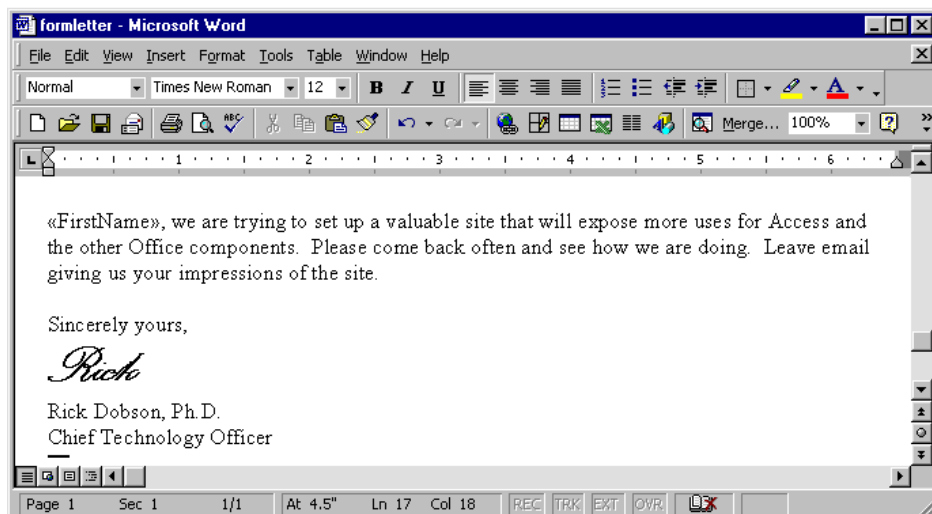 formletter - Microsoft Word
File Edit View Insert Format Tools Table Window Help
Normal Times New Roman 12 B I U A
ABC Merge... 100%
1 2 3 4 5 6
«FirstName», we are trying to set up a valuable site that will expose more uses for Access and
the other Office components. Please come back often and see how we are doing. Leave email
giving us your impressions of the site.
Sincerely yours,
Rick
Rick Dobson, Ph.D.
Chief Technology Officer
Page 1 Sec 1 1/1 At 4.5" Ln 17 Col 18 REC TRK EXT OVR